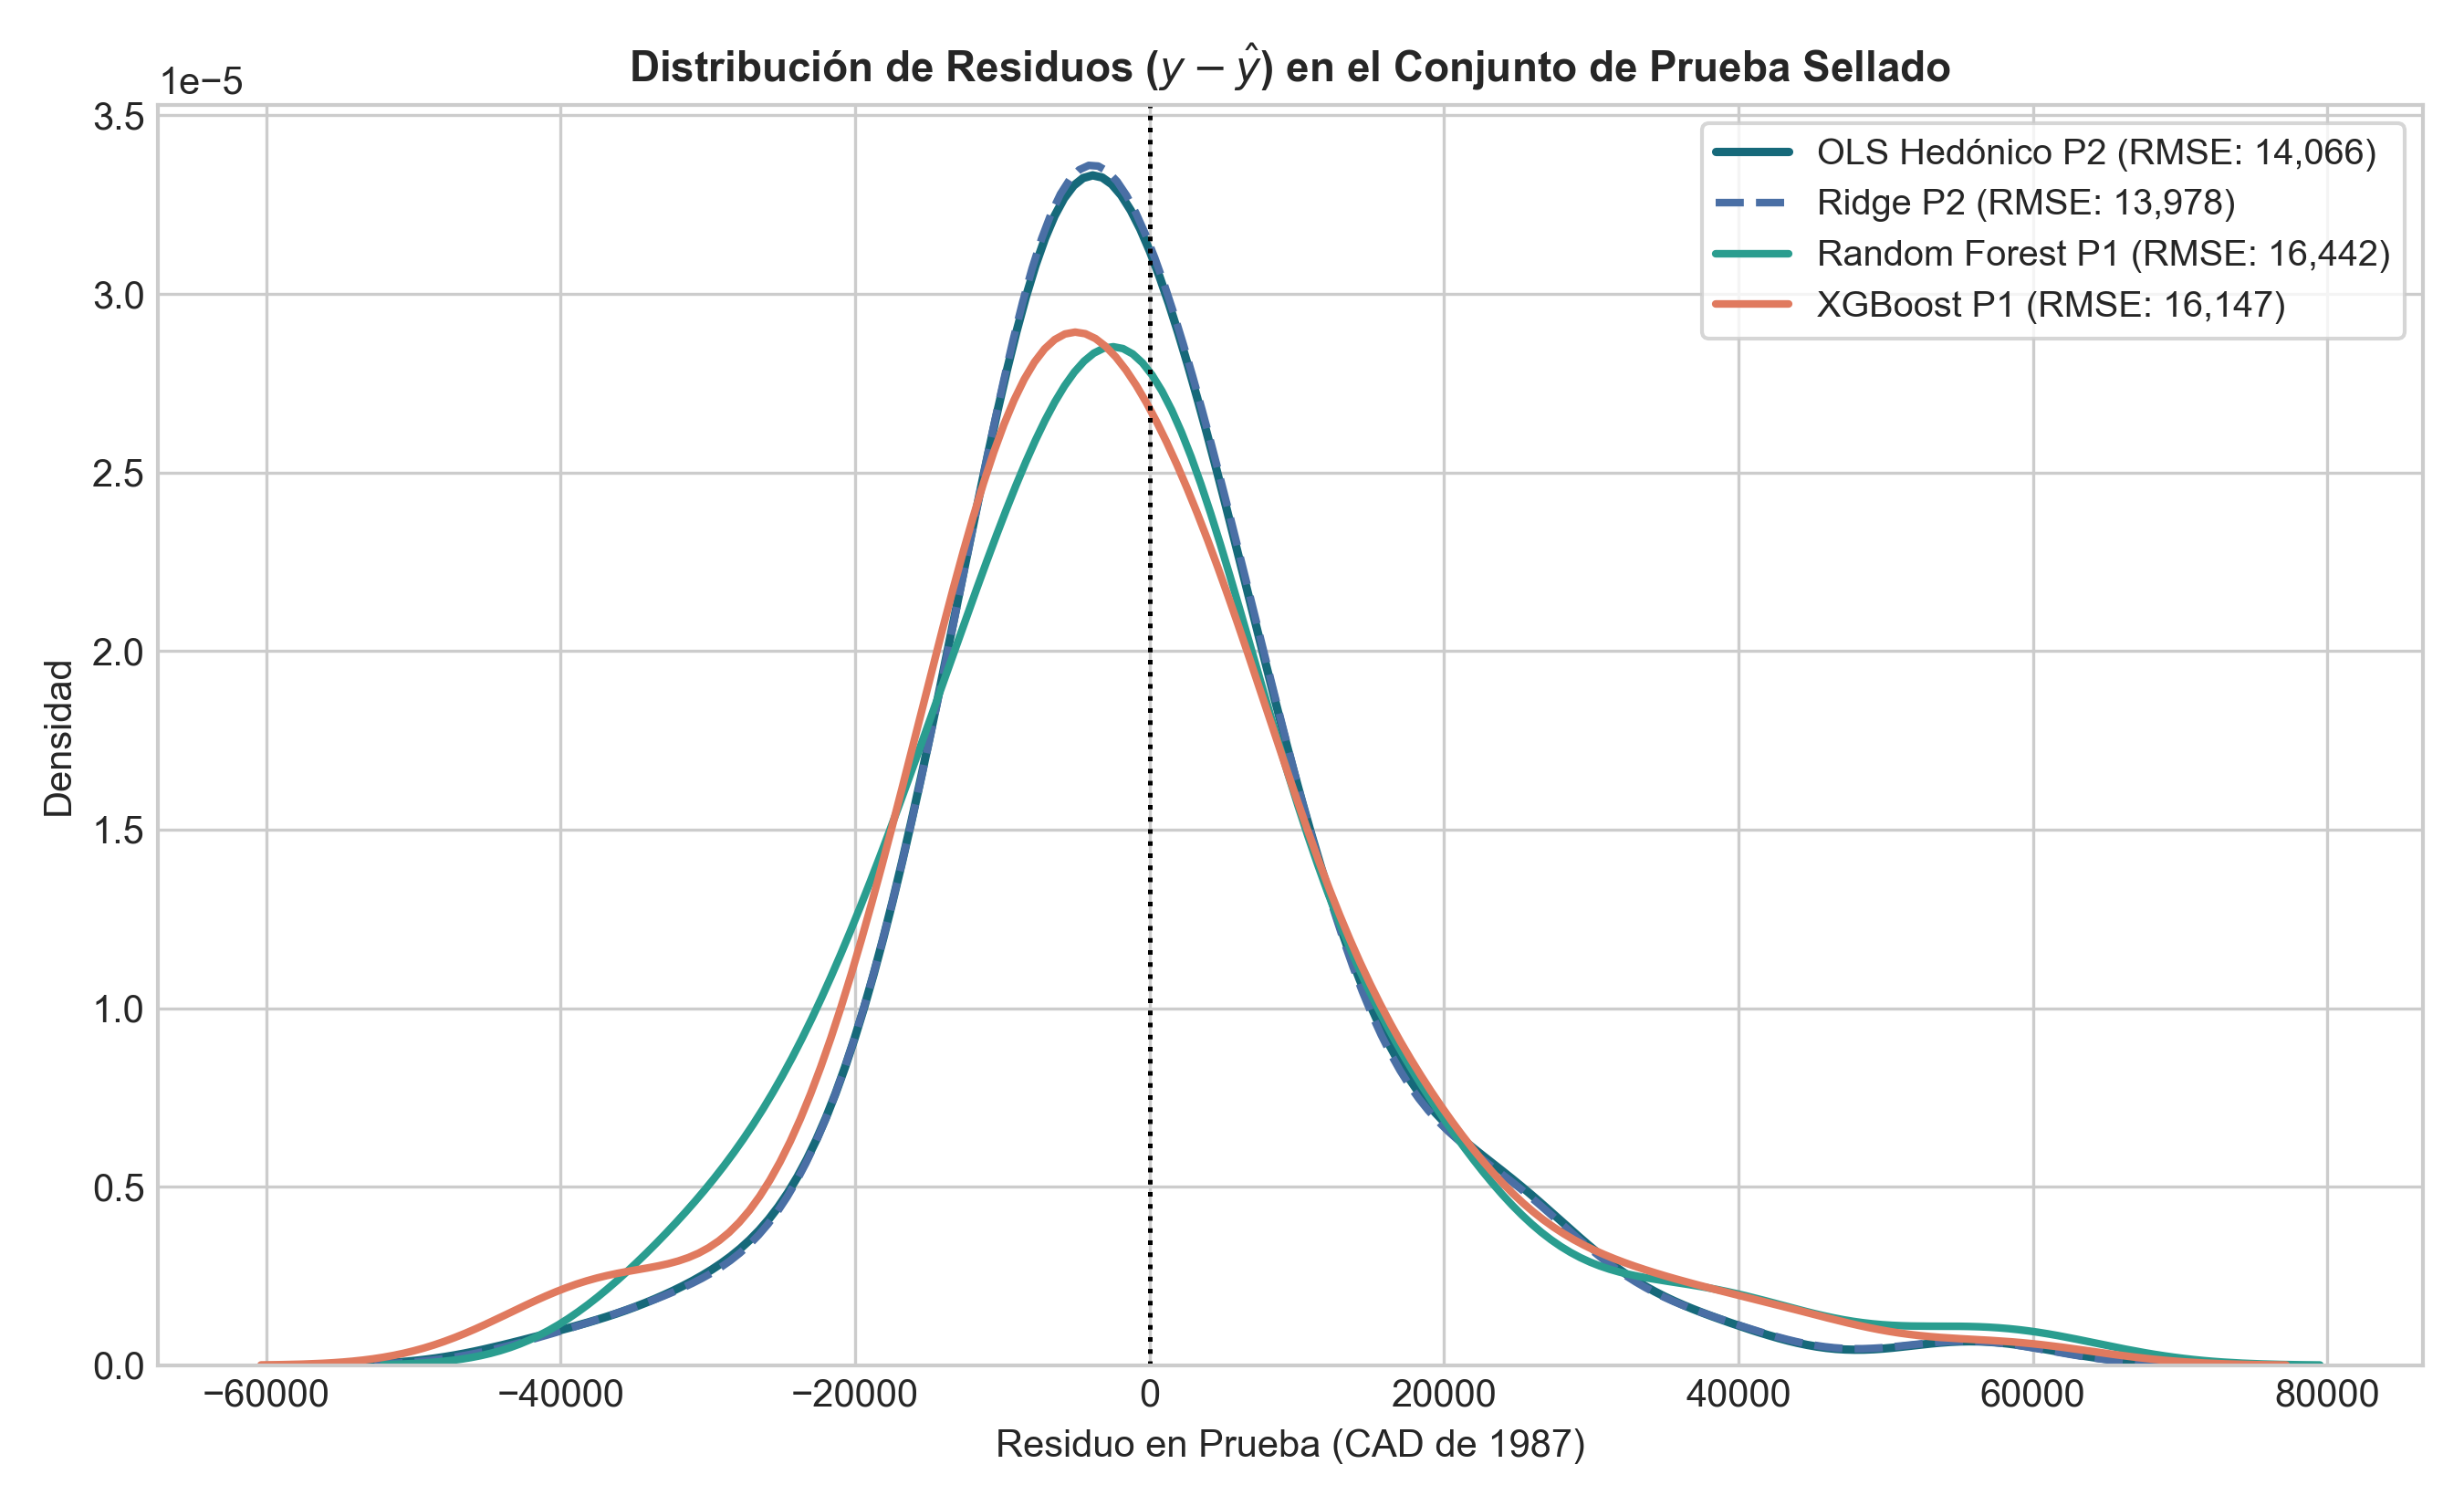 Distribución de Residuos (y − ŷ) en el Conjunto de Prueba Sellado
1e−5
3.5
3.0
2.5
2.0
1.5
1.0
0.5
0.0
Densidad
OLS Hedónico P2 (RMSE: 14,066)
Ridge P2 (RMSE: 13,978)
Random Forest P1 (RMSE: 16,442)
XGBoost P1 (RMSE: 16,147)
−60000 −40000 −20000 0 20000 40000 60000 80000
Residuo en Prueba (CAD de 1987)